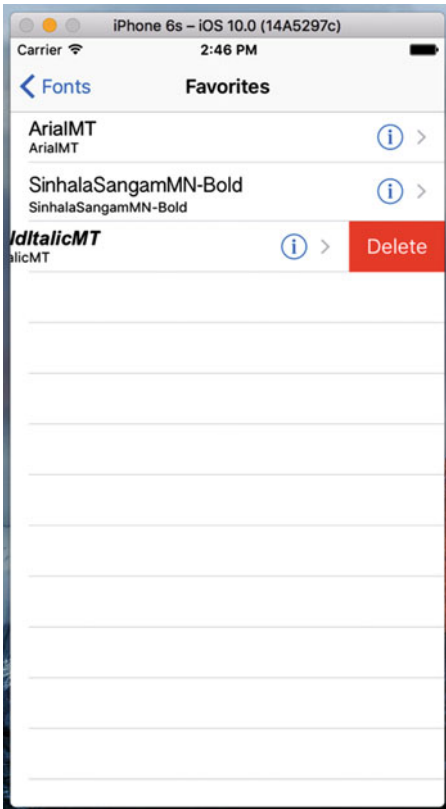 iPhone 6s – iOS 10.0 (14A5297c)
Carrier 2:46 PM
Fonts Favorites
ArialMT
ArialMT
SinhalaSangamMN-Bold
SinhalaSangamMN-Bold
ldItalicMT
alicMT
Delete